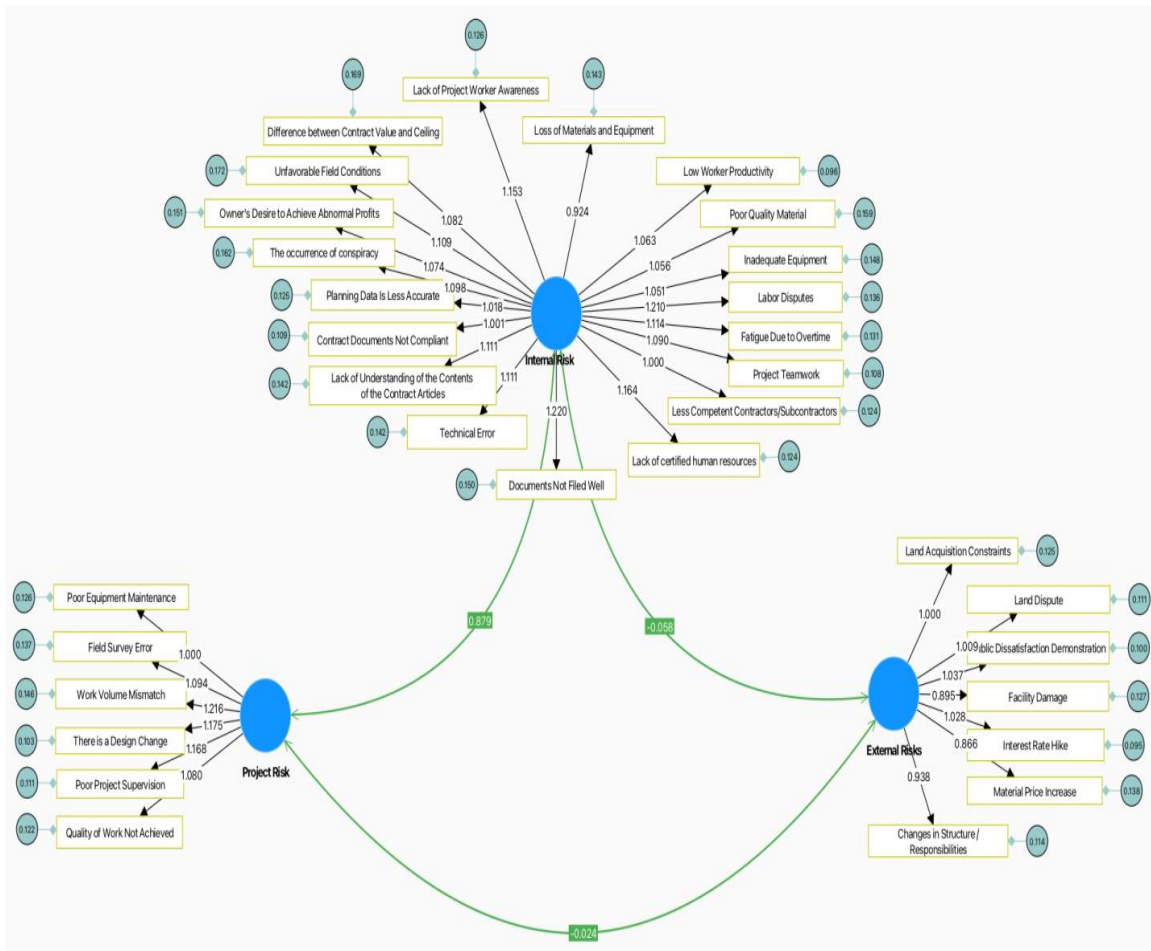 0.126
0.169
0.143
Lack of Project Worker Awareness
Difference between Contract Value and Ceiling
Loss of Materials and Equipment
0.172
Unfavorable Field Conditions
Low Worker Productivity
0.096
1.153
0.924
0.151
Owner's Desire to Achieve Abnormal Profits
Poor Quality Material
0.159
1.082
1.063
0.162
The occurrence of conspiracy
1.109
1.056
Inadequate Equipment
0.148
1.074
1.051
0.125
Planning Data Is Less Accurate
1.098
1.210
Labor Disputes
0.136
1.018
1.114
0.109
Contract Documents Not Compliant
1.001
1.090
Fatigue Due to Overtime
0.131
1.111
Internal Risk
1.000
Project Teamwork
0.108
0.142
Lack of Understanding of the Contents
of the Contract Articles
1.111
1.164
Less Competent Contractors/Subcontractors
0.124
1.220
0.142
Technical Error
Lack of certified human resources
0.124
0.150
Documents Not Filed Well
Land Acquisition Constraints
0.125
0.126
Poor Equipment Maintenance
1.000
Land Dispute
0.111
0.879
-0.058
0.137
Field Survey Error
1.000
1.009
blic Dissatisfaction Demonstration
0.100
1.094
1.037
0.146
Work Volume Mismatch
1.216
0.895
Facility Damage
0.127
1.175
1.028
0.103
There is a Design Change
1.168
0.866
Interest Rate Hike
0.095
External Risks
1.080
Project Risk
0.938
0.111
Poor Project Supervision
Material Price Increase
0.138
0.122
Quality of Work Not Achieved
Changes in Structure /
Responsibilities
0.114
-0.024